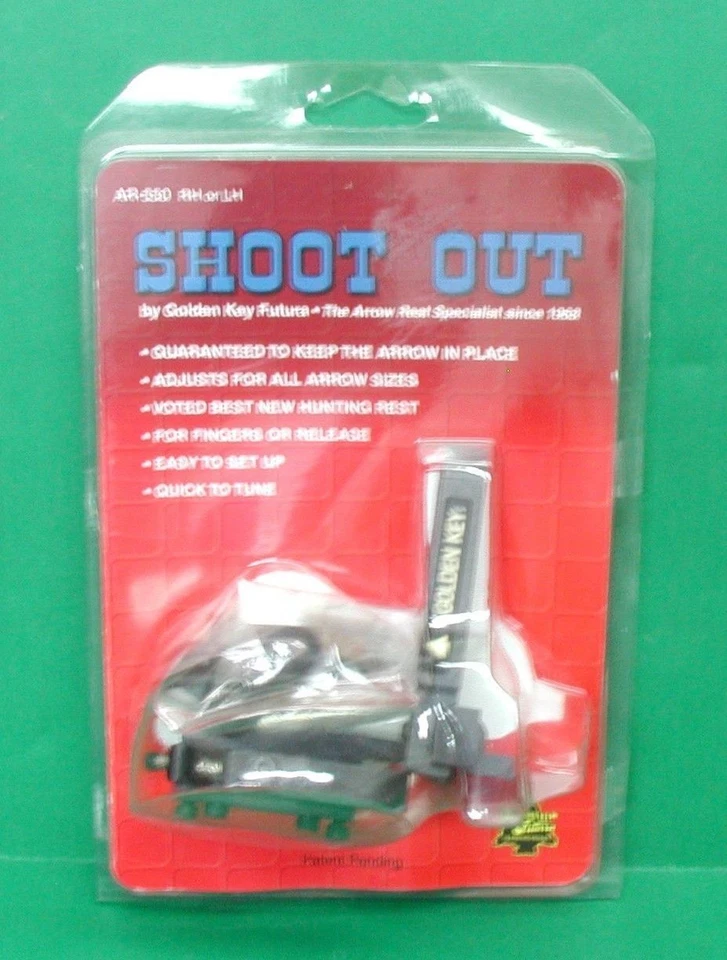 AR-550 RH or LH
SHOOT OUT
by Golden Key Futura • The Arrow Rest Specialist since 1968
• GUARANTEED TO KEEP THE ARROW IN PLACE
• ADJUSTS FOR ALL ARROW SIZES
• VOTED BEST NEW HUNTING REST
• FOR FINGERS OR RELEASE
• EASY TO SET UP
• QUICK TO TUNE
GOLDEN KEY
Patent Pending